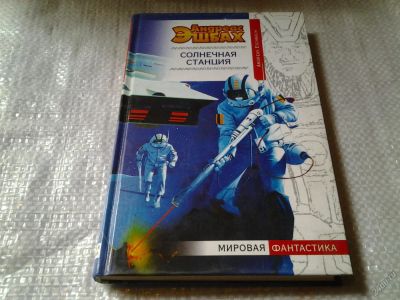 Андреас
ЭШБАХ
СОЛНЕЧНАЯ
СТАНЦИЯ
МИРОВАЯ ФАНТАСТИКА